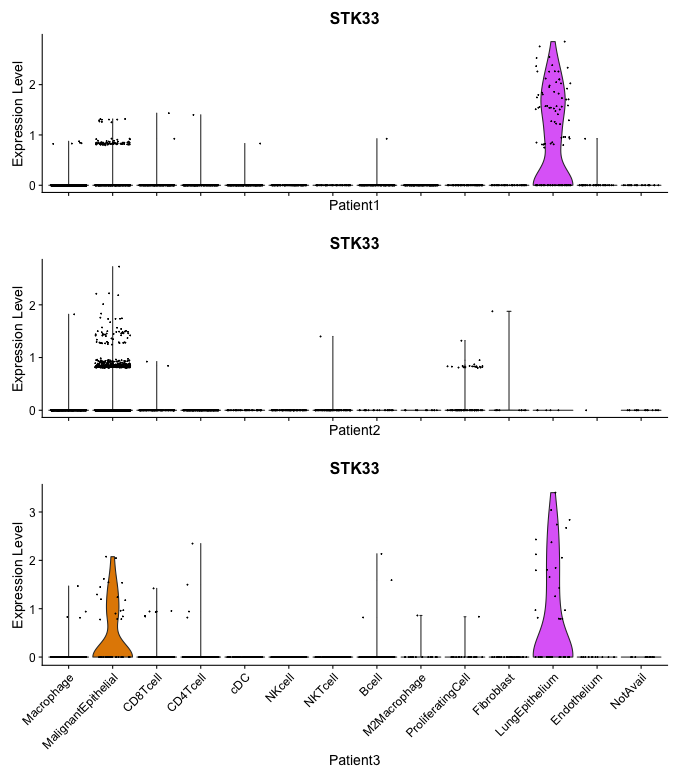 STK33
Expression Level
2
1
0
Patient1
STK33
Expression Level
2
1
0
Patient2
STK33
Expression Level
3
2
1
0
Macrophage
MalignantEpithelial
CD8Tcell
CD4Tcell
cDC
NKcell
NKTcell
Bcell
M2Macrophage
ProliferatingCell
Fibroblast
LungEpithelium
Endothelium
NotAvail
Patient3